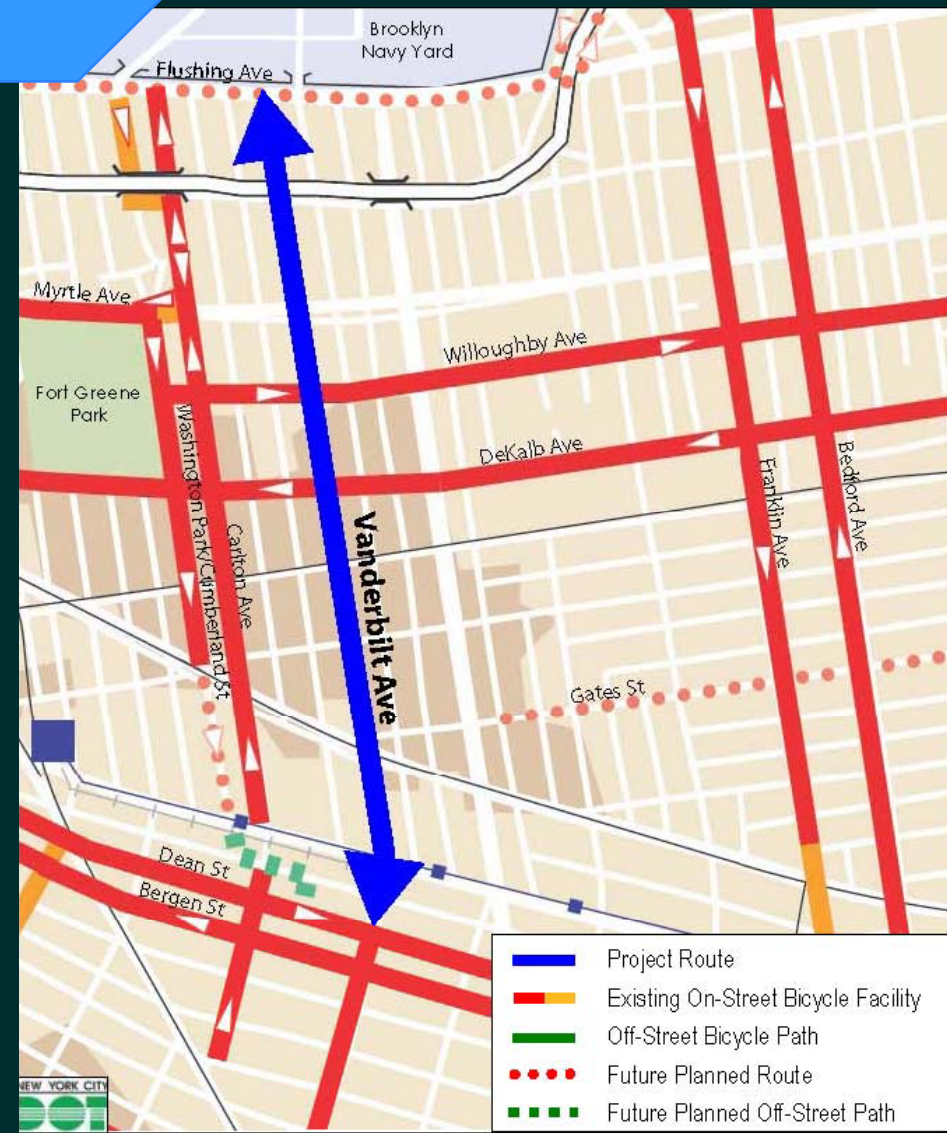 Brooklyn
Navy Yard
Flushing Ave
Myrtle Ave
Willoughby Ave
Fort Greene
Park
DeKalb Ave
Washington Park/Cumberland St
Carlton Ave
Vanderbilt Ave
Franklin Ave
Bedford Ave
Gates St
Dean St
Bergen St
Project Route
Existing On-Street Bicycle Facility
Off-Street Bicycle Path
Future Planned Route
Future Planned Off-Street Path
NEW YORK CITY
DOT